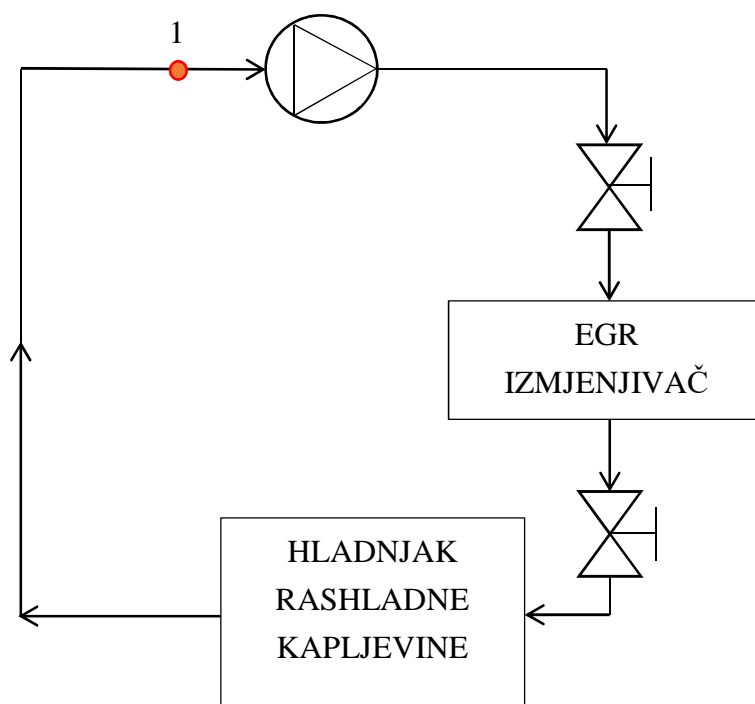 1
EGR
IZMJENJIVAČ
HLADNJAK
RASHLADNE
KAPLJEVINE